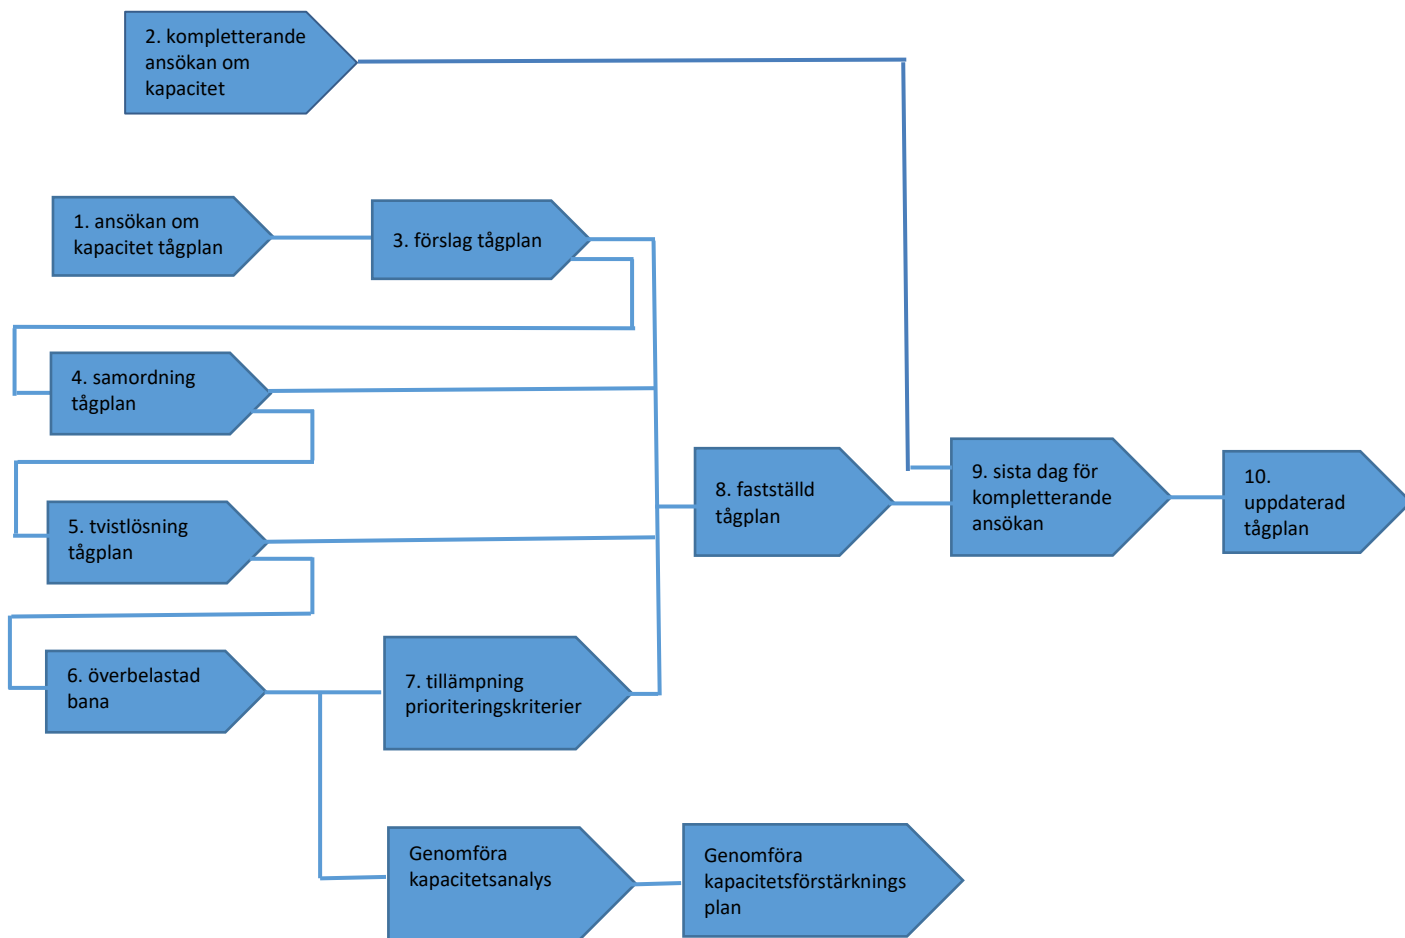 2. kompletterande
ansökan om
kapacitet
1. ansökan om
kapacitet tågplan
3. förslag tågplan
4. samordning
tågplan
5. tvistlösning
tågplan
6. överbelastad
bana
7. tillämpning
prioriteringskriterier
8. fastställd
tågplan
9. sista dag för
kompletterande
ansökan
10.
uppdaterad
tågplan
Genomföra
kapacitetsanalys
Genomföra
kapacitetsförstärknings
plan